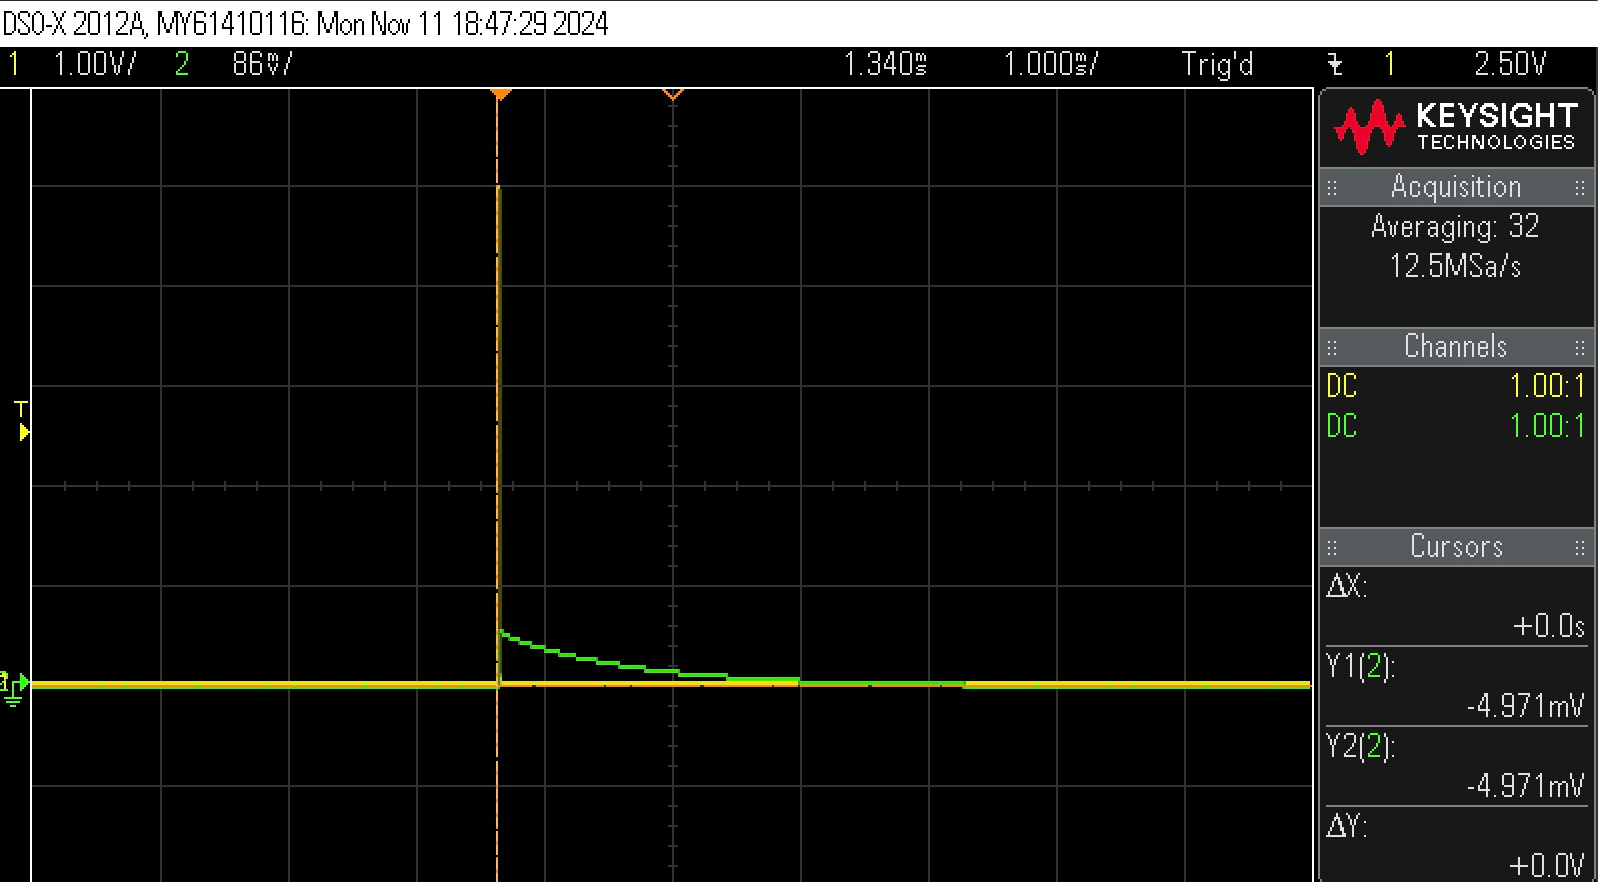 DSO-X 2012A, MY61410116: Mon Nov 11 18:47:29 2024
1 1.00V/ 2 86mV/ 1.340ms 1.000ms/ Trig'd 1 2.50V
KEYSIGHT
TECHNOLOGIES
Acquisition
Averaging: 32
12.5MSa/s
Channels
DC 1.00:1
DC 1.00:1
Cursors
ΔX:
+0.0s
Y1(2):
-4.971mV
Y2(2):
-4.971mV
ΔY:
+0.0V
T